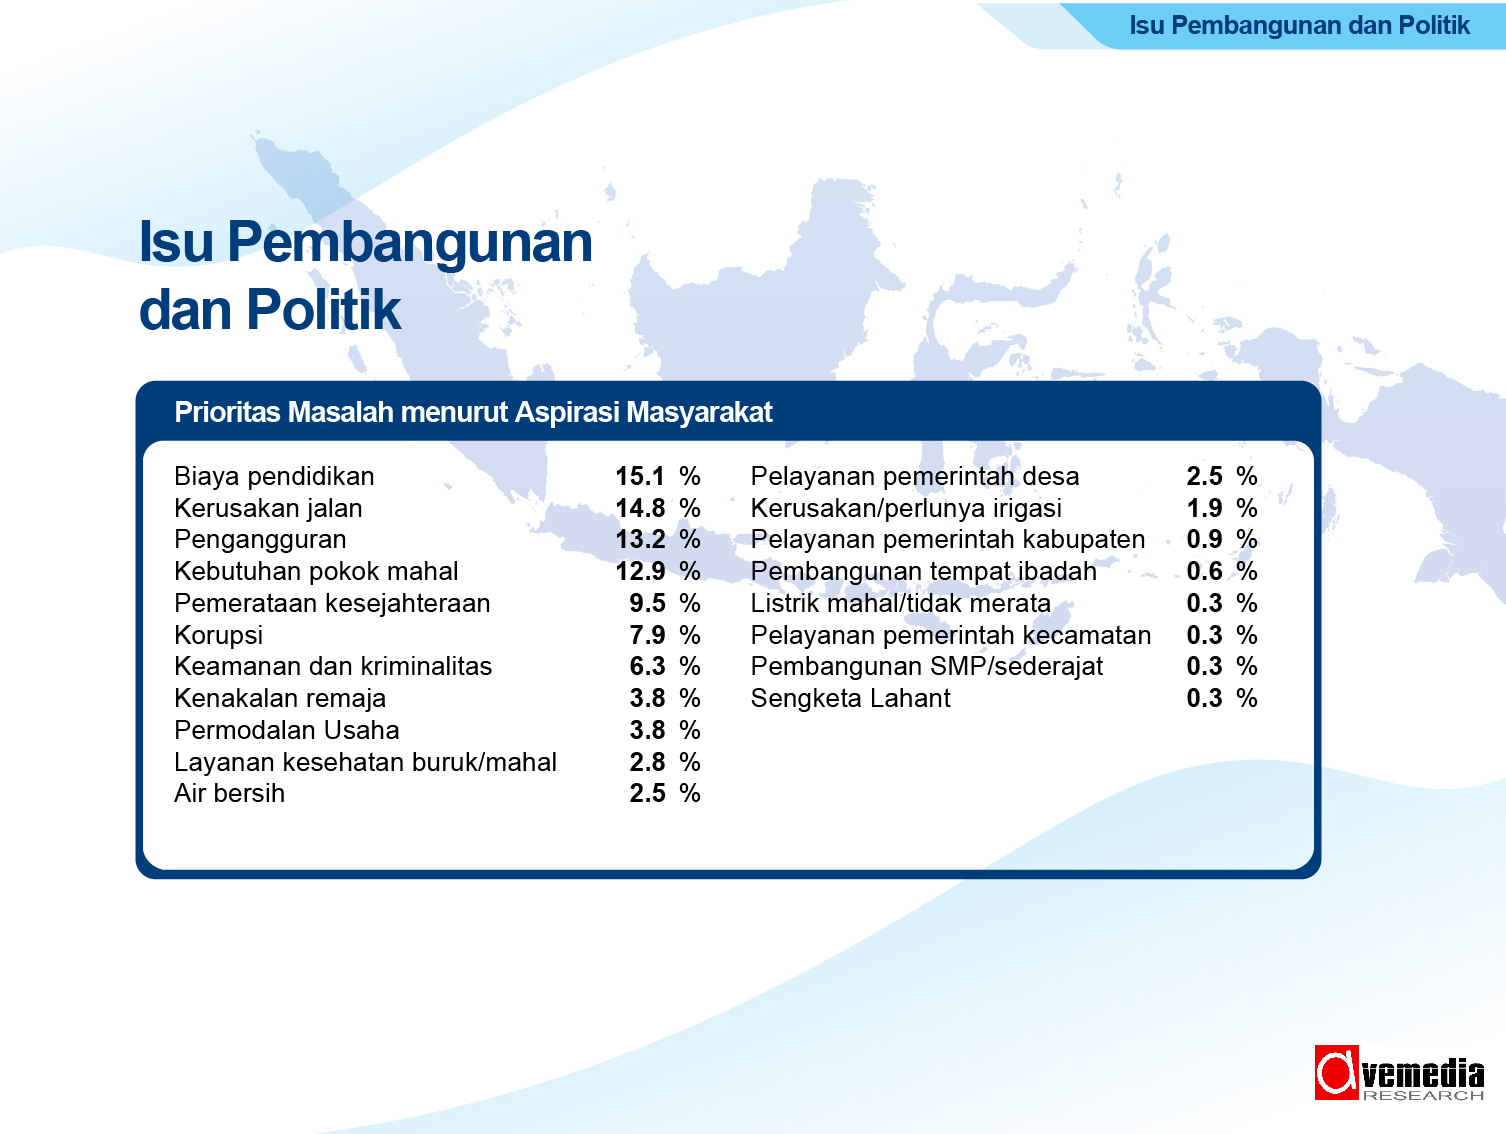 Isu Pembangunan dan Politik
Isu Pembangunan
dan Politik
Prioritas Masalah menurut Aspirasi Masyarakat
Biaya pendidikan 15.1 %
Kerusakan jalan 14.8 %
Pengangguran 13.2 %
Kebutuhan pokok mahal 12.9 %
Pemerataan kesejahteraan 9.5 %
Korupsi 7.9 %
Keamanan dan kriminalitas 6.3 %
Kenakalan remaja 3.8 %
Permodalan Usaha 3.8 %
Layanan kesehatan buruk/mahal 2.8 %
Air bersih 2.5 %
Pelayanan pemerintah desa 2.5 %
Kerusakan/perlunya irigasi 1.9 %
Pelayanan pemerintah kabupaten 0.9 %
Pembangunan tempat ibadah 0.6 %
Listrik mahal/tidak merata 0.3 %
Pelayanan pemerintah kecamatan 0.3 %
Pembangunan SMP/sederajat 0.3 %
Sengketa Lahant 0.3 %
avemedia
RESEARCH